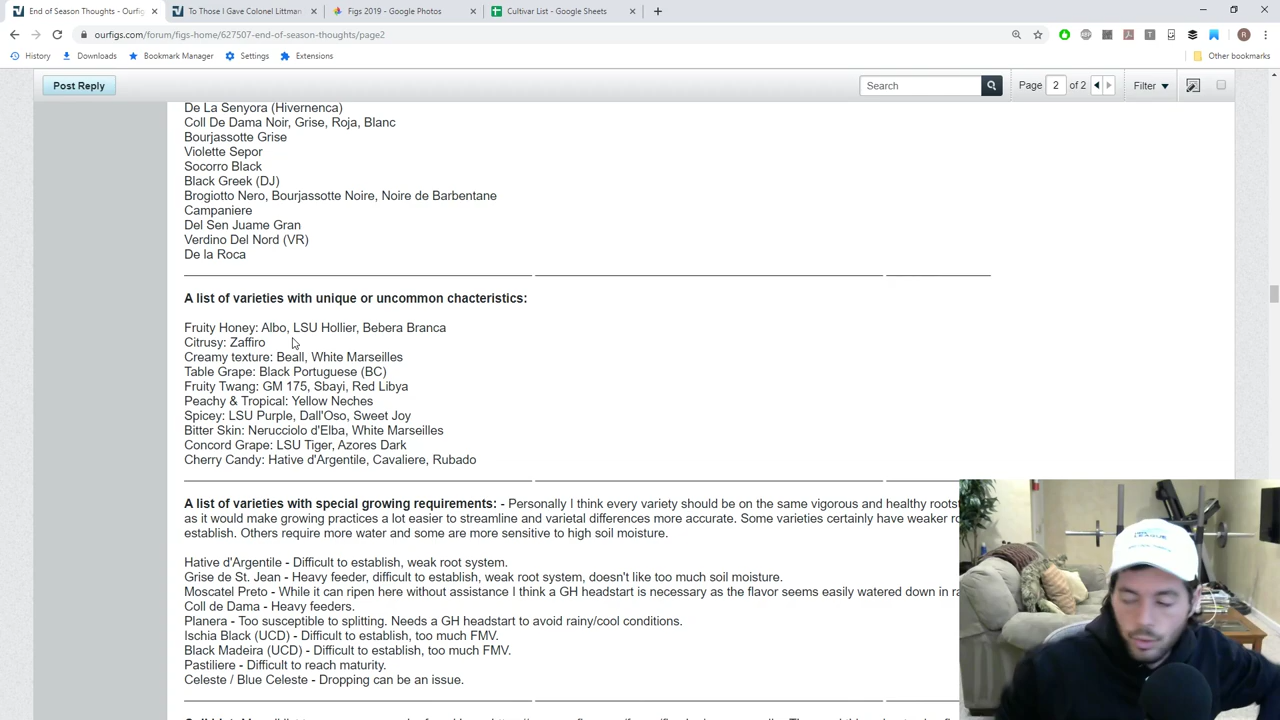 End of Season Thoughts - Ourfig
To Those I Gave Colonel Littman
Figs 2019 - Google Photos
Cultivar List - Google Sheets
ourfigs.com/forum/figs-home/627507-end-of-season-thoughts/page2
History
Downloads
Bookmark Manager
Settings
Extensions
Other bookmarks
Post Reply
Search
Page 2 of 2
Filter
De La Senyora (Hivernenca)
Coll De Dama Noir, Grise, Roja, Blanc
Bourjassotte Grise
Violette Sepor
Socorro Black
Black Greek (DJ)
Brogiotto Nero, Bourjassotte Noire, Noire de Barbentane
Campaniere
Del Sen Juame Gran
Verdino Del Nord (VR)
De la Roca
A list of varieties with unique or uncommon chacteristics:
Fruity Honey: Albo, LSU Hollier, Bebera Branca
Citrusy: Zaffiro
Creamy texture: Beall, White Marseilles
Table Grape: Black Portuguese (BC)
Fruity Twang: GM 175, Sbayi, Red Libya
Peachy & Tropical: Yellow Neches
Spicey: LSU Purple, Dall'Oso, Sweet Joy
Bitter Skin: Nerucciolo d'Elba, White Marseilles
Concord Grape: LSU Tiger, Azores Dark
Cherry Candy: Hative d'Argentile, Cavaliere, Rubado
A list of varieties with special growing requirements: - Personally I think every variety should be on the same vigorous and healthy roots
as it would make growing practices a lot easier to streamline and varietal differences more accurate. Some varieties certainly have weaker ro
establish. Others require more water and some are more sensitive to high soil moisture.
Hative d'Argentile - Difficult to establish, weak root system.
Grise de St. Jean - Heavy feeder, difficult to establish, weak root system, doesn't like too much soil moisture.
Moscatel Preto - While it can ripen here without assistance I think a GH headstart is necessary as the flavor seems easily watered down in ra
Coll de Dama - Heavy feeders.
Planera - Too susceptible to splitting. Needs a GH headstart to avoid rainy/cool conditions.
Ischia Black (UCD) - Difficult to establish, too much FMV.
Black Madeira (UCD) - Difficult to establish, too much FMV.
Pastiliere - Difficult to reach maturity.
Celeste / Blue Celeste - Dropping can be an issue.